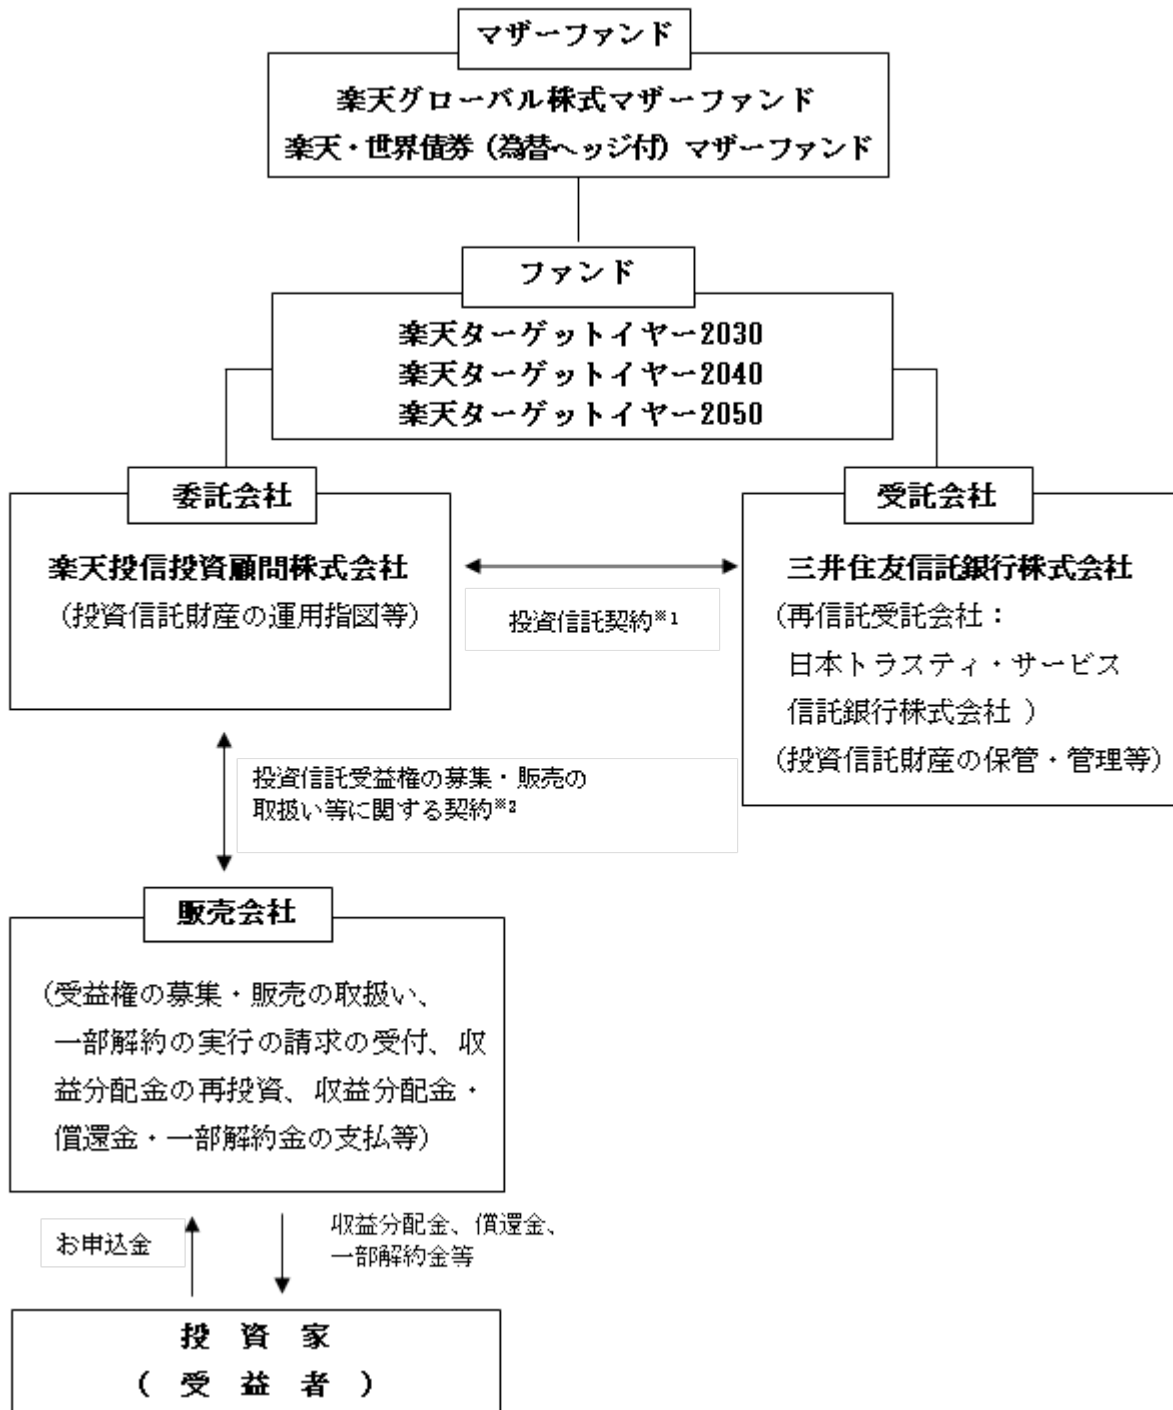 マザーファンド
楽天グローバル株式マザーファンド
楽天・世界債券（為替ヘッジ付）マザーファンド
ファンド
楽天ターゲットイヤー2030
楽天ターゲットイヤー2040
楽天ターゲットイヤー2050
委託会社
楽天投信投資顧問株式会社
（投資信託財産の運用指図等）
投資信託契約※1
受託会社
三井住友信託銀行株式会社
（再信託受託会社：
日本トラスティ・サービス
信託銀行株式会社 ）
（投資信託財産の保管・管理等）
投資信託受益権の募集・販売の
取扱い等に関する契約※2
販売会社
（受益権の募集・販売の取扱い、
一部解約の実行の請求の受付、収
益分配金の再投資、収益分配金・
償還金・一部解約金の支払等）
お申込金
収益分配金、償還金、
一部解約金等
投 資 家
（ 受 益 者 ）